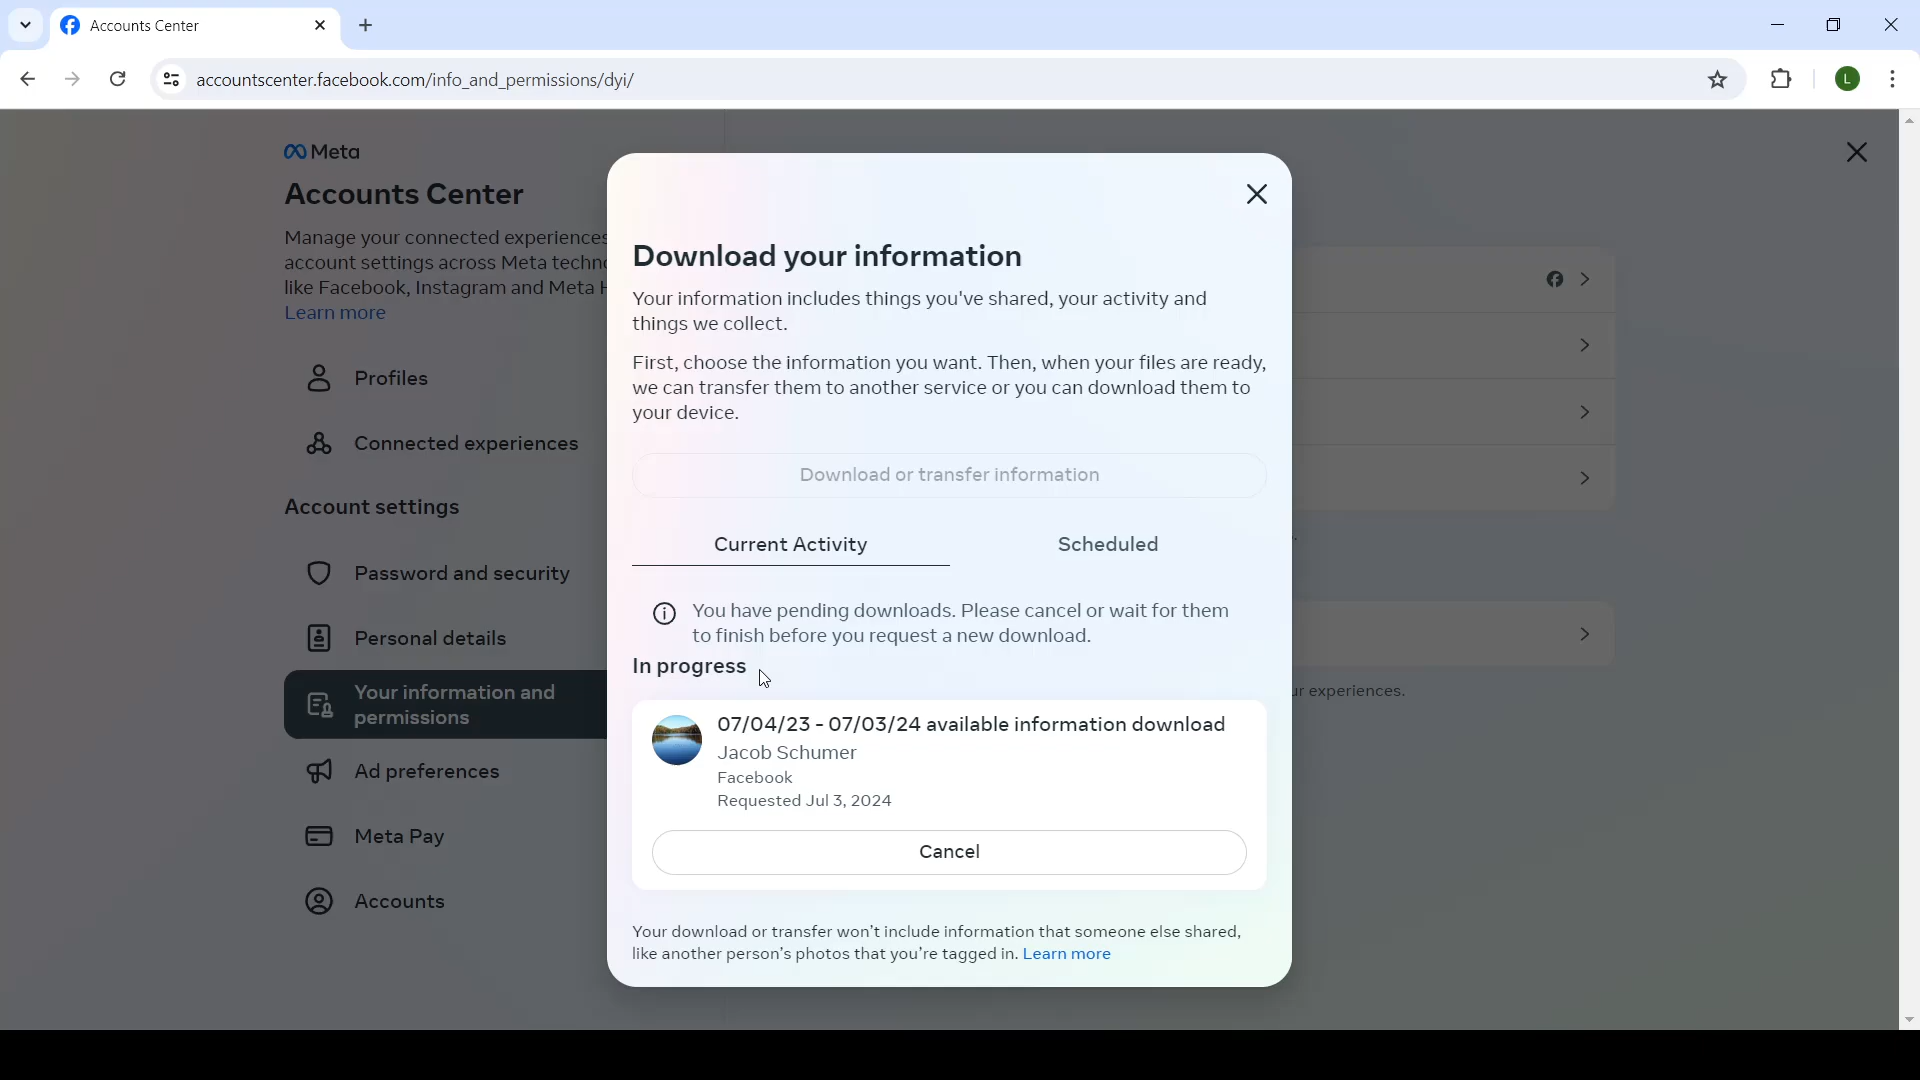 Accounts Center
accountscenter.facebook.com/info_and_permissions/dyi/
L
Meta
Accounts Center
Manage your connected experiences
account settings across Meta techno
like Facebook, Instagram and Meta H
Learn more
Profiles
Connected experiences
Account settings
Password and security
Personal details
Your information and
permissions
Ad preferences
Meta Pay
Accounts
Download your information
Your information includes things you've shared, your activity and
things we collect.
First, choose the information you want. Then, when your files are ready,
we can transfer them to another service or you can download them to
your device.
Download or transfer information
Current Activity
Scheduled
You have pending downloads. Please cancel or wait for them
to finish before you request a new download.
In progress
07/04/23 - 07/03/24 available information download
Jacob Schumer
Facebook
Requested Jul 3, 2024
Cancel
Your download or transfer won't include information that someone else shared,
like another person's photos that you're tagged in. Learn more
ur experiences.